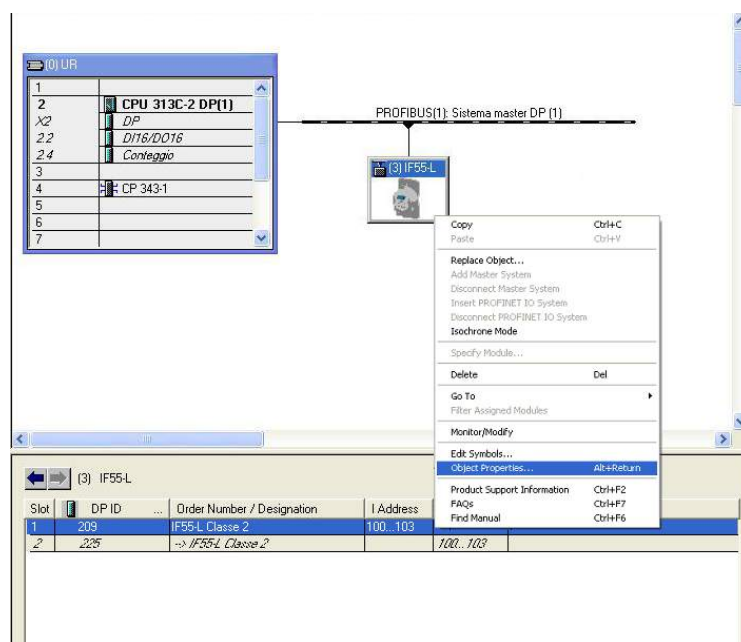 (0) UR
1
2 CPU 313C-2 DP(1)
X2 DP
2.2 DI16/DO16
2.4 Conteggio
3
4 CP 343-1
5
6
7
PROFIBUS(1): Sistema master DP (1)
(3) IF55-L
Copy Ctrl+C
Paste Ctrl+V
Replace Object...
Add Master System
Disconnect Master System
Insert PROFINET IO System
Disconnect PROFINET IO System
Isochrone Mode
Specify Module...
Delete Del
Go To
Filter Assigned Modules
Monitor/Modify
Edit Symbols...
Object Properties... Alt+Return
Product Support Information Ctrl+F2
FAQs Ctrl+F7
Find Manual Ctrl+F6
(3) IF55-L
Slot DP ID ... Order Number / Designation I Address
1 209 IF55-L Classe 2 100...103
2 225 --> IF55-L Classe 2 100...103